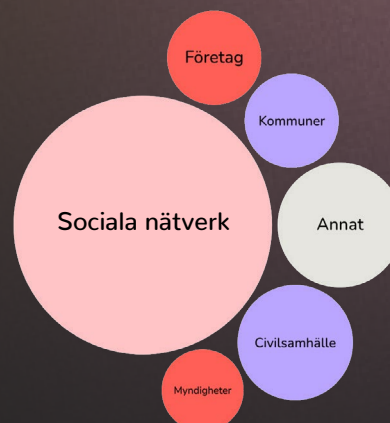 Företag
Kommuner
Sociala nätverk
Annat
Civilsamhälle
Myndigheter